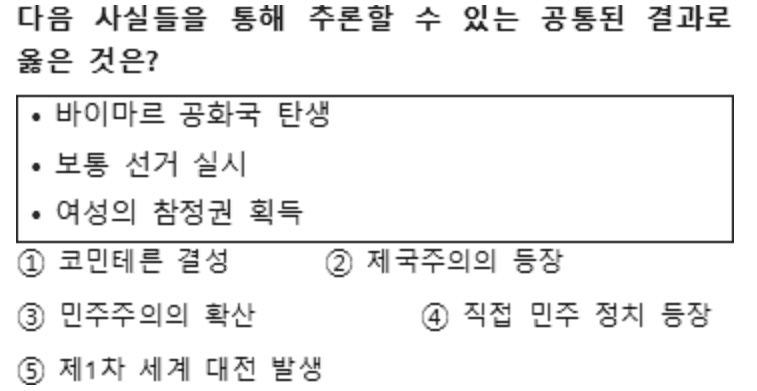 다음 사실들을 통해 추론할 수 있는 공통된 결과로
옳은 것은?
• 바이마르 공화국 탄생
• 보통 선거 실시
• 여성의 참정권 획득
① 코민테른 결성 ② 제국주의의 등장
③ 민주주의의 확산 ④ 직접 민주 정치 등장
⑤ 제1차 세계 대전 발생